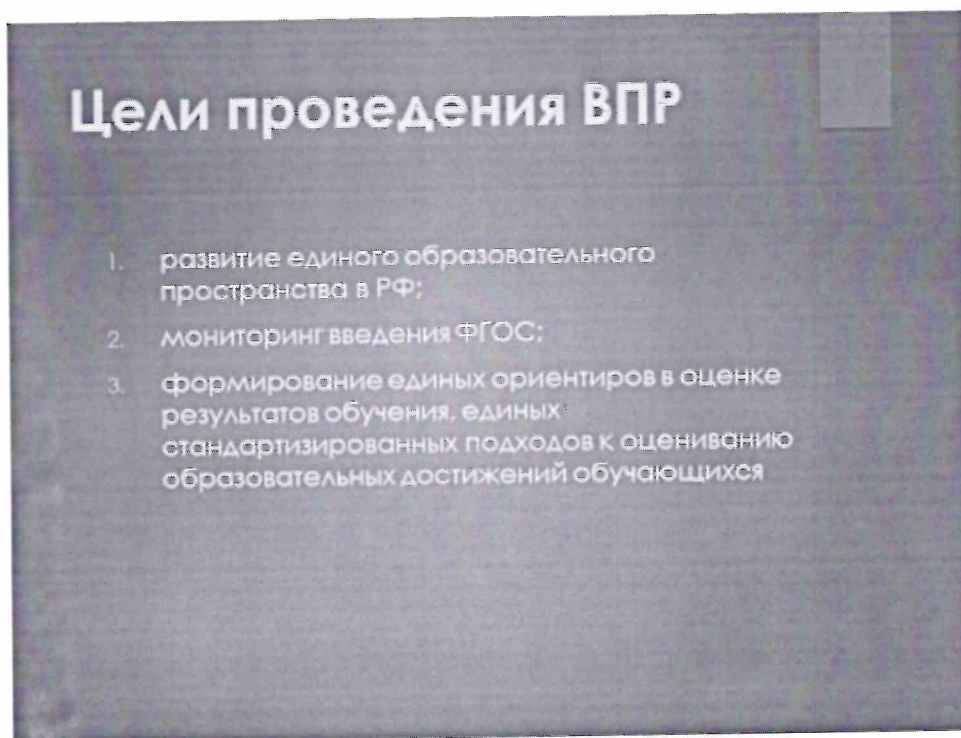 Цели проведения ВПР
1. развитие единого образовательного
пространства в РФ;
2. мониторинг введения ФГОС;
3. формирование единых ориентиров в оценке
результатов обучения, единых
стандартизированных подходов к оцениванию
образовательных достижений обучающихся